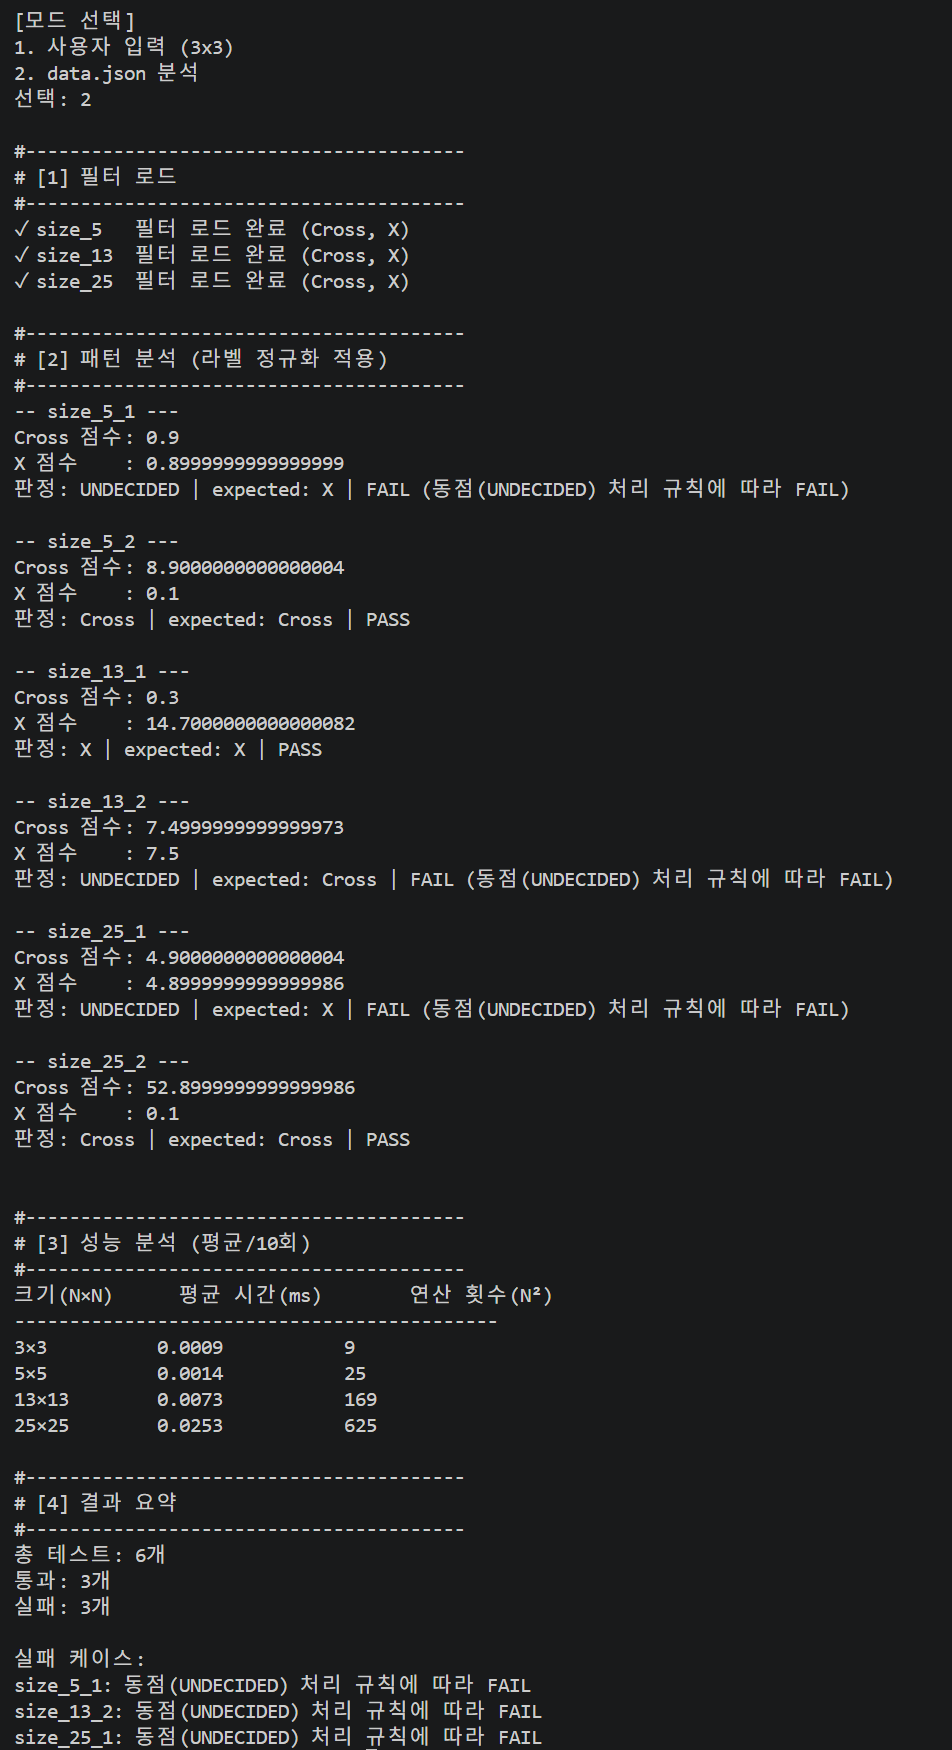 [모드 선택]
1. 사용자 입력 (3x3)
2. data.json 분석
선택: 2
#----------------------------------------
# [1] 필터 로드
#----------------------------------------
✓ size_5   필터 로드 완료 (Cross, X)
✓ size_13  필터 로드 완료 (Cross, X)
✓ size_25  필터 로드 완료 (Cross, X)
#----------------------------------------
# [2] 패턴 분석 (라벨 정규화 적용)
#----------------------------------------
-- size_5_1 ---
Cross 점수: 0.9
X 점수    : 0.8999999999999999
판정: UNDECIDED | expected: X | FAIL (동점(UNDECIDED) 처리 규칙에 따라 FAIL)
-- size_5_2 ---
Cross 점수: 8.9000000000000004
X 점수    : 0.1
판정: Cross | expected: Cross | PASS
-- size_13_1 ---
Cross 점수: 0.3
X 점수    : 14.7000000000000082
판정: X | expected: X | PASS
-- size_13_2 ---
Cross 점수: 7.4999999999999973
X 점수    : 7.5
판정: UNDECIDED | expected: Cross | FAIL (동점(UNDECIDED) 처리 규칙에 따라 FAIL)
-- size_25_1 ---
Cross 점수: 4.9000000000000004
X 점수    : 4.8999999999999986
판정: UNDECIDED | expected: X | FAIL (동점(UNDECIDED) 처리 규칙에 따라 FAIL)
-- size_25_2 ---
Cross 점수: 52.8999999999999986
X 점수    : 0.1
판정: Cross | expected: Cross | PASS
#----------------------------------------
# [3] 성능 분석 (평균/10회)
#----------------------------------------
크기(N×N)      평균 시간(ms)        연산 횟수(N²)
--------------------------------------------
3×3          0.0009           9
5×5          0.0014           25
13×13        0.0073           169
25×25        0.0253           625
#----------------------------------------
# [4] 결과 요약
#----------------------------------------
총 테스트: 6개
통과: 3개
실패: 3개
실패 케이스:
size_5_1: 동점(UNDECIDED) 처리 규칙에 따라 FAIL
size_13_2: 동점(UNDECIDED) 처리 규칙에 따라 FAIL
size_25_1: 동점(UNDECIDED) 처리 규칙에 따라 FAIL